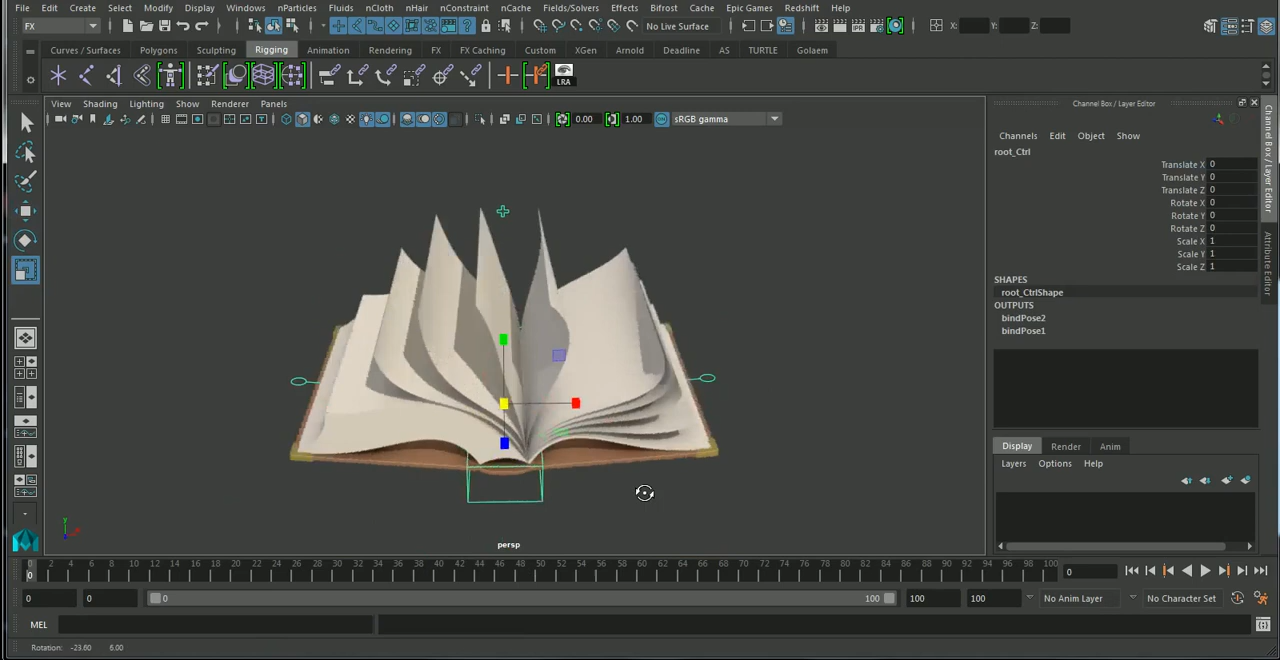 File Edit Create Select Modify Display Windows nParticles Fluids nCloth nHair nConstraint nCache Fields/Solvers Effects Bifrost Cache Epic Games Redshift Help
FX No Live Surface X: Y: Z:
Curves / Surfaces Polygons Sculpting Rigging Animation Rendering FX FX Caching Custom XGen Arnold Deadline AS TURTLE Golaem
LRA
View Shading Lighting Show Renderer Panels
0.00 1.00 sRGB gamma
Channel Box / Layer Editor
Channels Edit Object Show
root_Ctrl
Translate X 0
Translate Y 0
Translate Z 0
Rotate X 0
Rotate Y 0
Rotate Z 0
Scale X 1
Scale Y 1
Scale Z 1
SHAPES
root_CtrlShape
OUTPUTS
bindPose2
bindPose1
Channel Box / Layer Editor
Attribute Editor
Display Render Anim
Layers Options Help
y
persp
0 2 4 6 8 10 12 14 16 18 20 22 24 26 28 30 32 34 36 38 40 42 44 46 48 50 52 54 56 58 60 62 64 66 68 70 72 74 76 78 80 82 84 86 88 90 92 94 96 98 100
0 0
0 0 0 100 100 100 No Anim Layer No Character Set
MEL
Rotation: -23.60 6.00